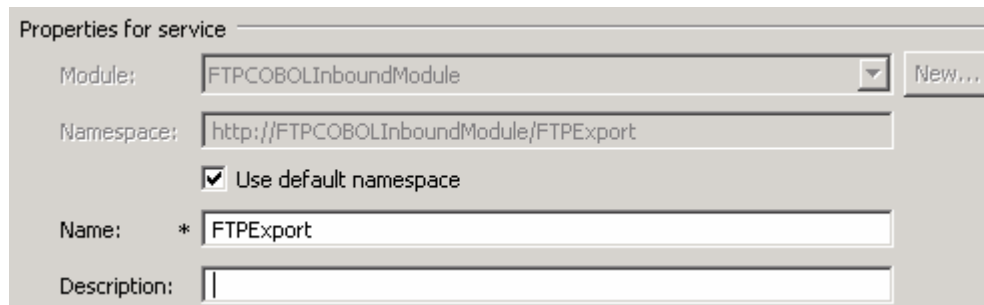 Properties for service
Module: FTPCOBOLInboundModule New...
Namespace: http://FTPCOBOLInboundModule/FTPExport
Use default namespace
Name: * FTPExport
Description: